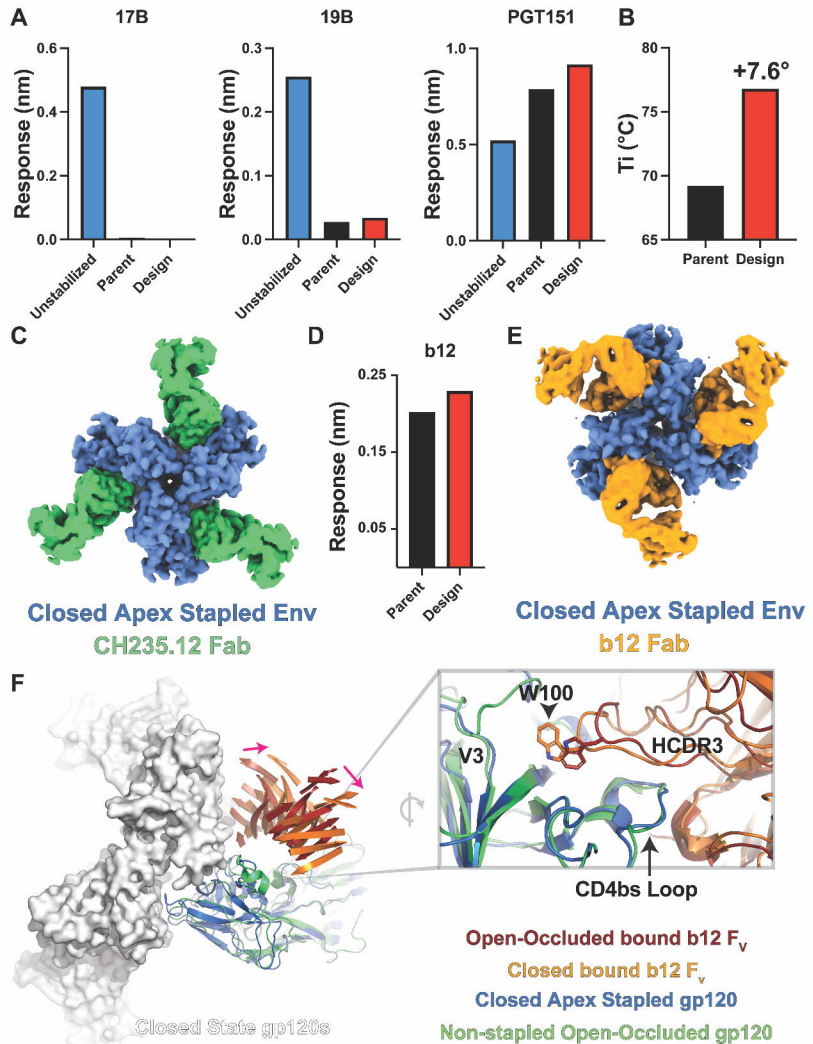 A
17B
19B
PGT151
B
Response (nm)
0.6
0.4
0.2
0.0
Unstabilized
Parent
Design
Response (nm)
0.3
0.2
0.1
0.0
Unstabilized
Parent
Design
Response (nm)
1.0
0.5
0.0
Unstabilized
Parent
Design
+7.6°
Ti (°C)
80
75
70
65
Parent Design
C
D
E
b12
Response (nm)
0.25
0.15
0.05
Parent
Design
Closed Apex Stapled Env
CH235.12 Fab
Closed Apex Stapled Env
b12 Fab
F
W100
V3
HCDR3
CD4bs Loop
Closed State gp120s
Open-Occluded bound b12 Fv
Closed bound b12 Fv
Closed Apex Stapled gp120
Non-stapled Open-Occluded gp120